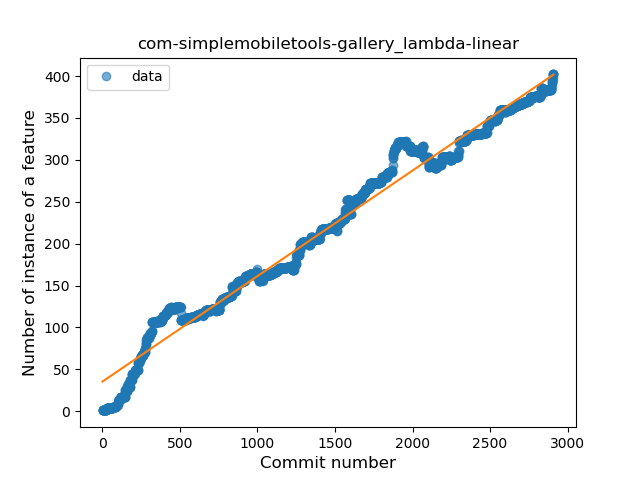 com-simplemobiletools-gallery_lambda-linear
data
Number of instance of a feature
400
350
300
250
200
150
100
50
0
0 500 1000 1500 2000 2500 3000
Commit number